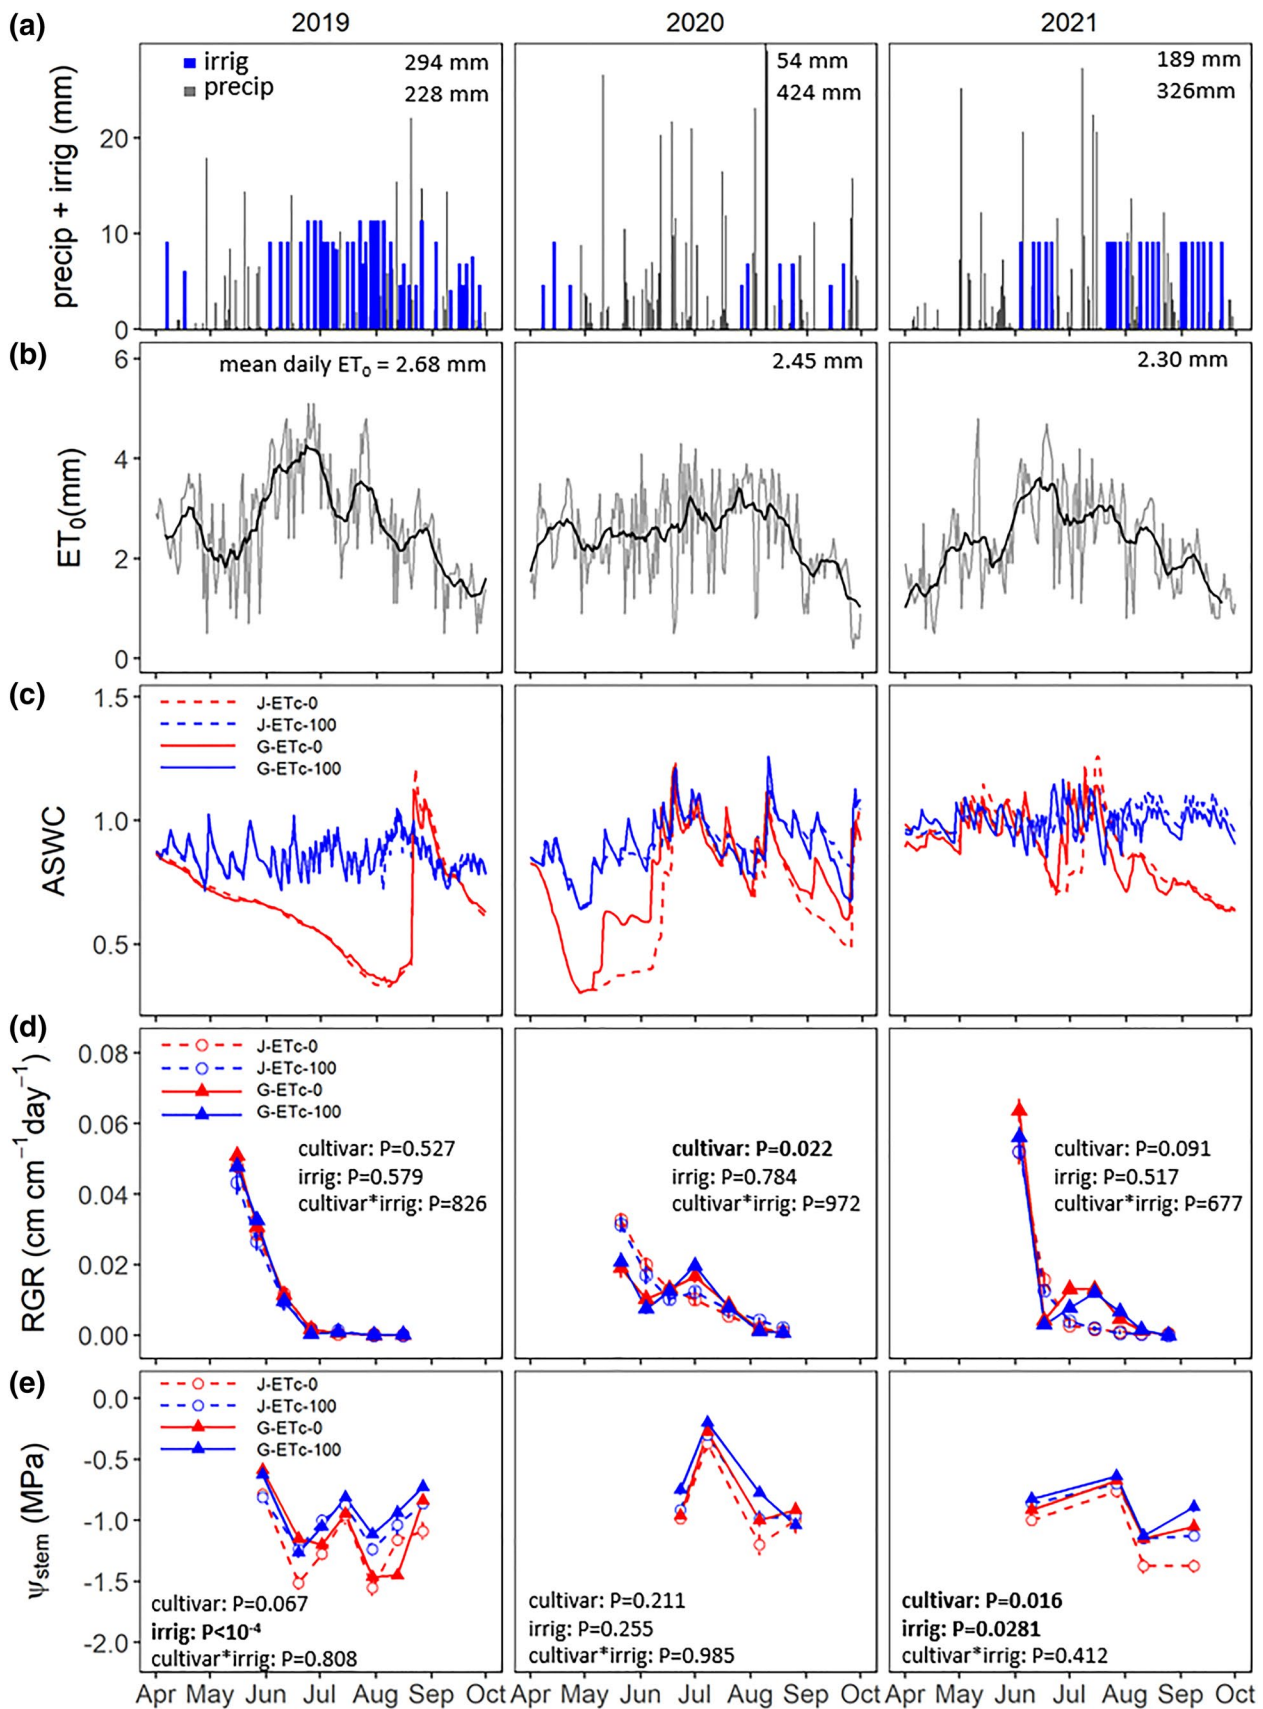 (a)
2019
2020
2021
precip + irrig (mm)
20
10
0
irrig
precip
294 mm
228 mm
54 mm
424 mm
189 mm
326mm
(b)
ET0(mm)
6
4
2
0
mean daily ET0 = 2.68 mm
2.45 mm
2.30 mm
(c)
ASWC
1.5
1.0
0.5
J-ETc-0
J-ETc-100
G-ETc-0
G-ETc-100
(d)
RGR (cm cm−1day−1)
0.08
0.06
0.04
0.02
0.00
J-ETc-0
J-ETc-100
G-ETc-0
G-ETc-100
cultivar: P=0.527
irrig: P=0.579
cultivar*irrig: P=826
cultivar: P=0.022
irrig: P=0.784
cultivar*irrig: P=972
cultivar: P=0.091
irrig: P=0.517
cultivar*irrig: P=677
(e)
ψstem (MPa)
0.0
-0.5
-1.0
-1.5
-2.0
J-ETc-0
J-ETc-100
G-ETc-0
G-ETc-100
cultivar: P=0.067
irrig: P<10-4
cultivar*irrig: P=0.808
cultivar: P=0.211
irrig: P=0.255
cultivar*irrig: P=0.985
cultivar: P=0.016
irrig: P=0.0281
cultivar*irrig: P=0.412
Apr May Jun Jul Aug Sep Oct
Apr May Jun Jul Aug Sep Oct
Apr May Jun Jul Aug Sep Oct